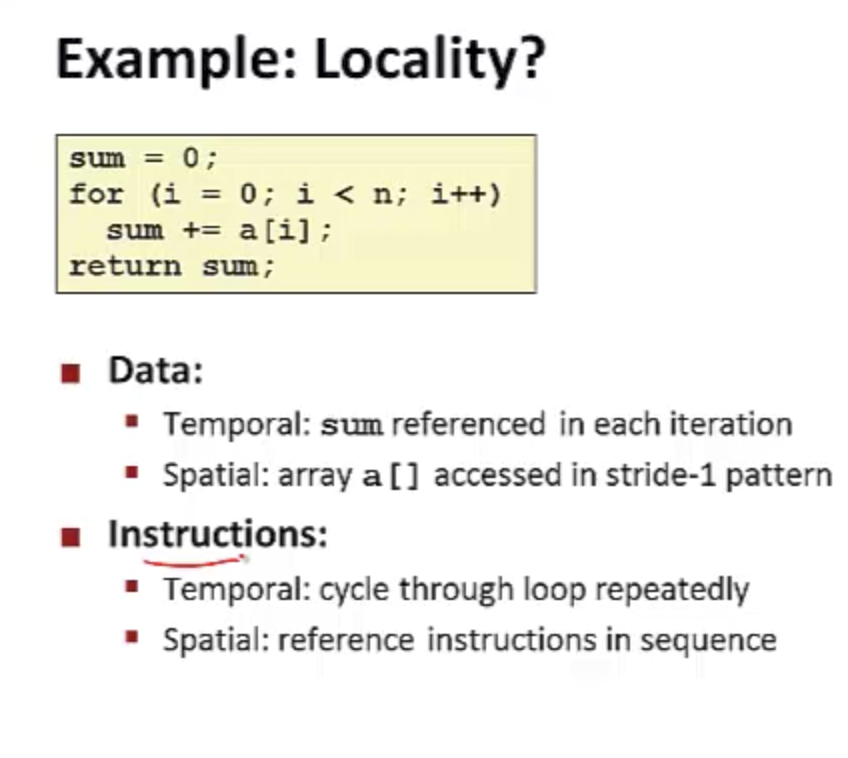 Example: Locality?
sum = 0;
for (i = 0; i < n; i++)
  sum += a[i];
return sum;
Data:
Temporal: sum referenced in each iteration
Spatial: array a[] accessed in stride-1 pattern
Instructions:
Temporal: cycle through loop repeatedly
Spatial: reference instructions in sequence